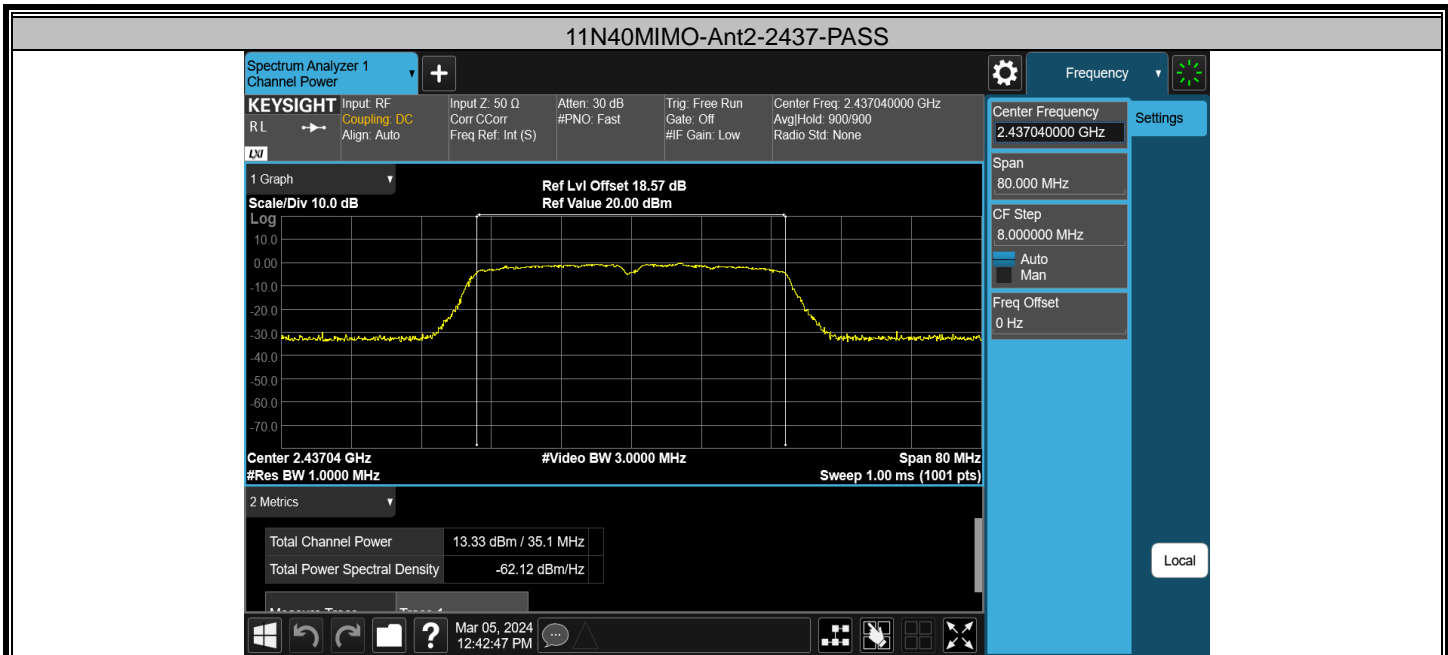 11N40MIMO-Ant2-2437-PASS
Spectrum Analyzer 1
Channel Power
+
Frequency
KEYSIGHT
RL
LXI
Input: RF
Coupling: DC
Align: Auto
Input Z: 50 Ω
Corr CCorr
Freq Ref: Int (S)
Atten: 30 dB
#PNO: Fast
Trig: Free Run
Gate: Off
#IF Gain: Low
Center Freq: 2.437040000 GHz
Avg|Hold: 900/900
Radio Std: None
Center Frequency
2.437040000 GHz
Settings
Span
80.000 MHz
CF Step
8.000000 MHz
Auto
Man
Freq Offset
0 Hz
1 Graph
Scale/Div 10.0 dB
Ref Lvl Offset 18.57 dB
Ref Value 20.00 dBm
Log
10.0
0.00
-10.0
-20.0
-30.0
-40.0
-50.0
-60.0
-70.0
Center 2.43704 GHz
#Video BW 3.0000 MHz
Span 80 MHz
#Res BW 1.0000 MHz
Sweep 1.00 ms (1001 pts)
2 Metrics
Total Channel Power 13.33 dBm / 35.1 MHz
Total Power Spectral Density -62.12 dBm/Hz
Measure Trace Trace 1
Local
?
Mar 05, 2024
12:42:47 PM